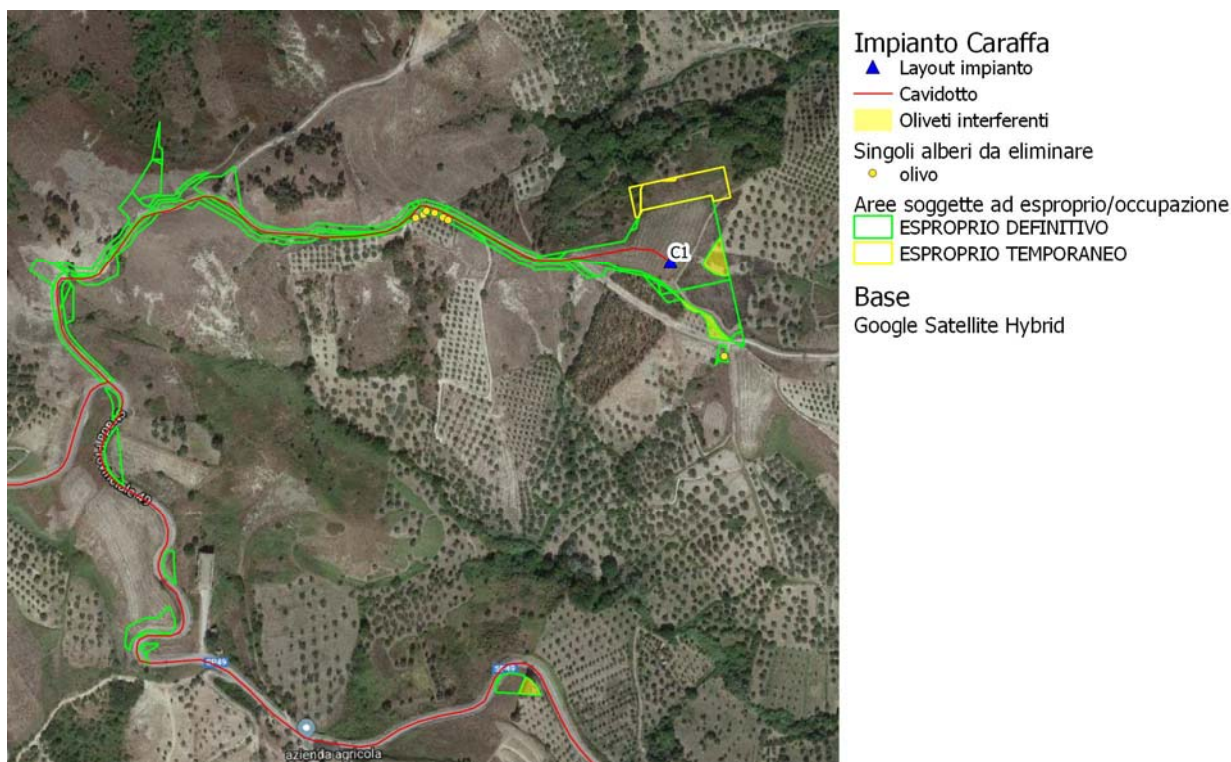 Impianto Caraffa
Layout impianto
Cavidotto
Oliveti interferenti
Singoli alberi da eliminare
olivo
Aree soggette ad esproprio/occupazione
ESPROPRIO DEFINITIVO
ESPROPRIO TEMPORANEO
Base
Google Satellite Hybrid
C1
SP49
SP49
azienda agricola